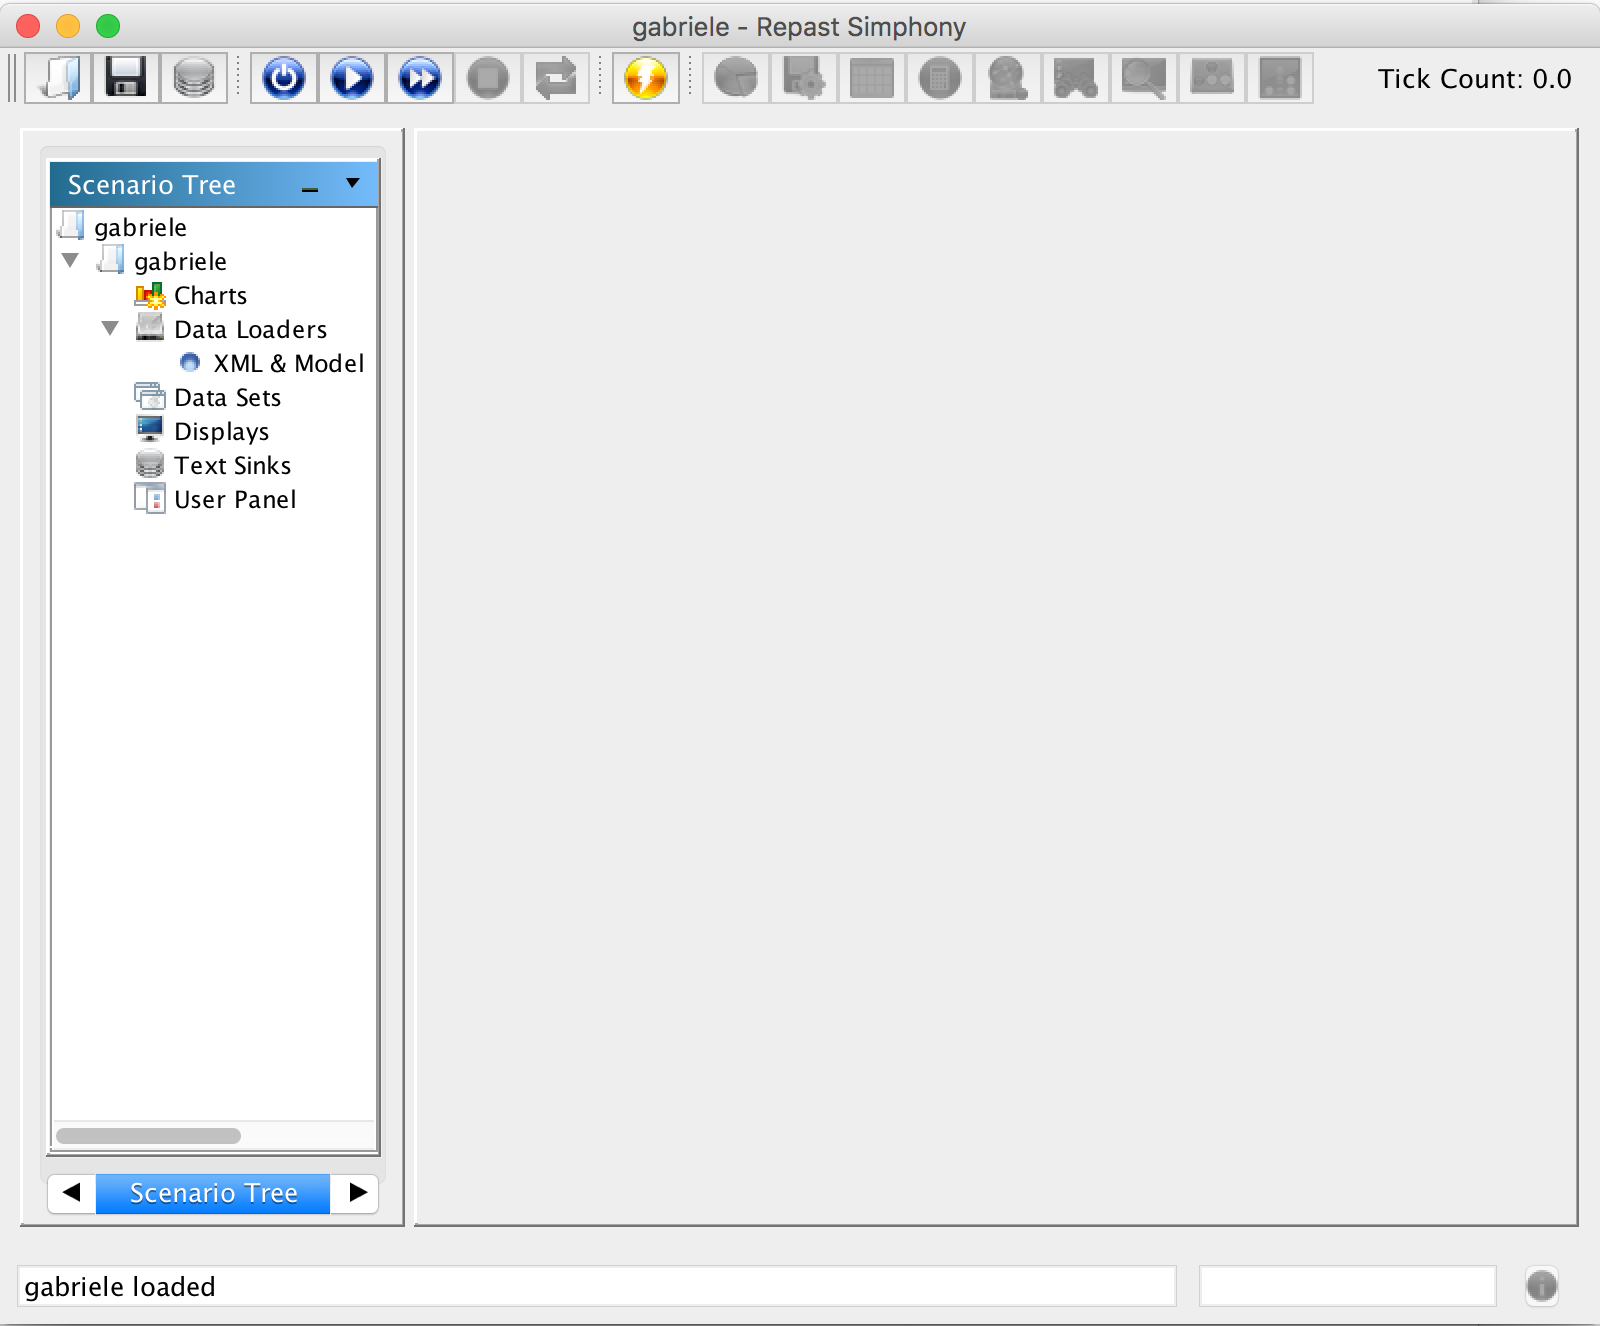 gabriele - Repast Simphony
Tick Count: 0.0
Scenario Tree
gabriele
gabriele
Charts
Data Loaders
XML & Model
Data Sets
Displays
Text Sinks
User Panel
Scenario Tree
gabriele loaded